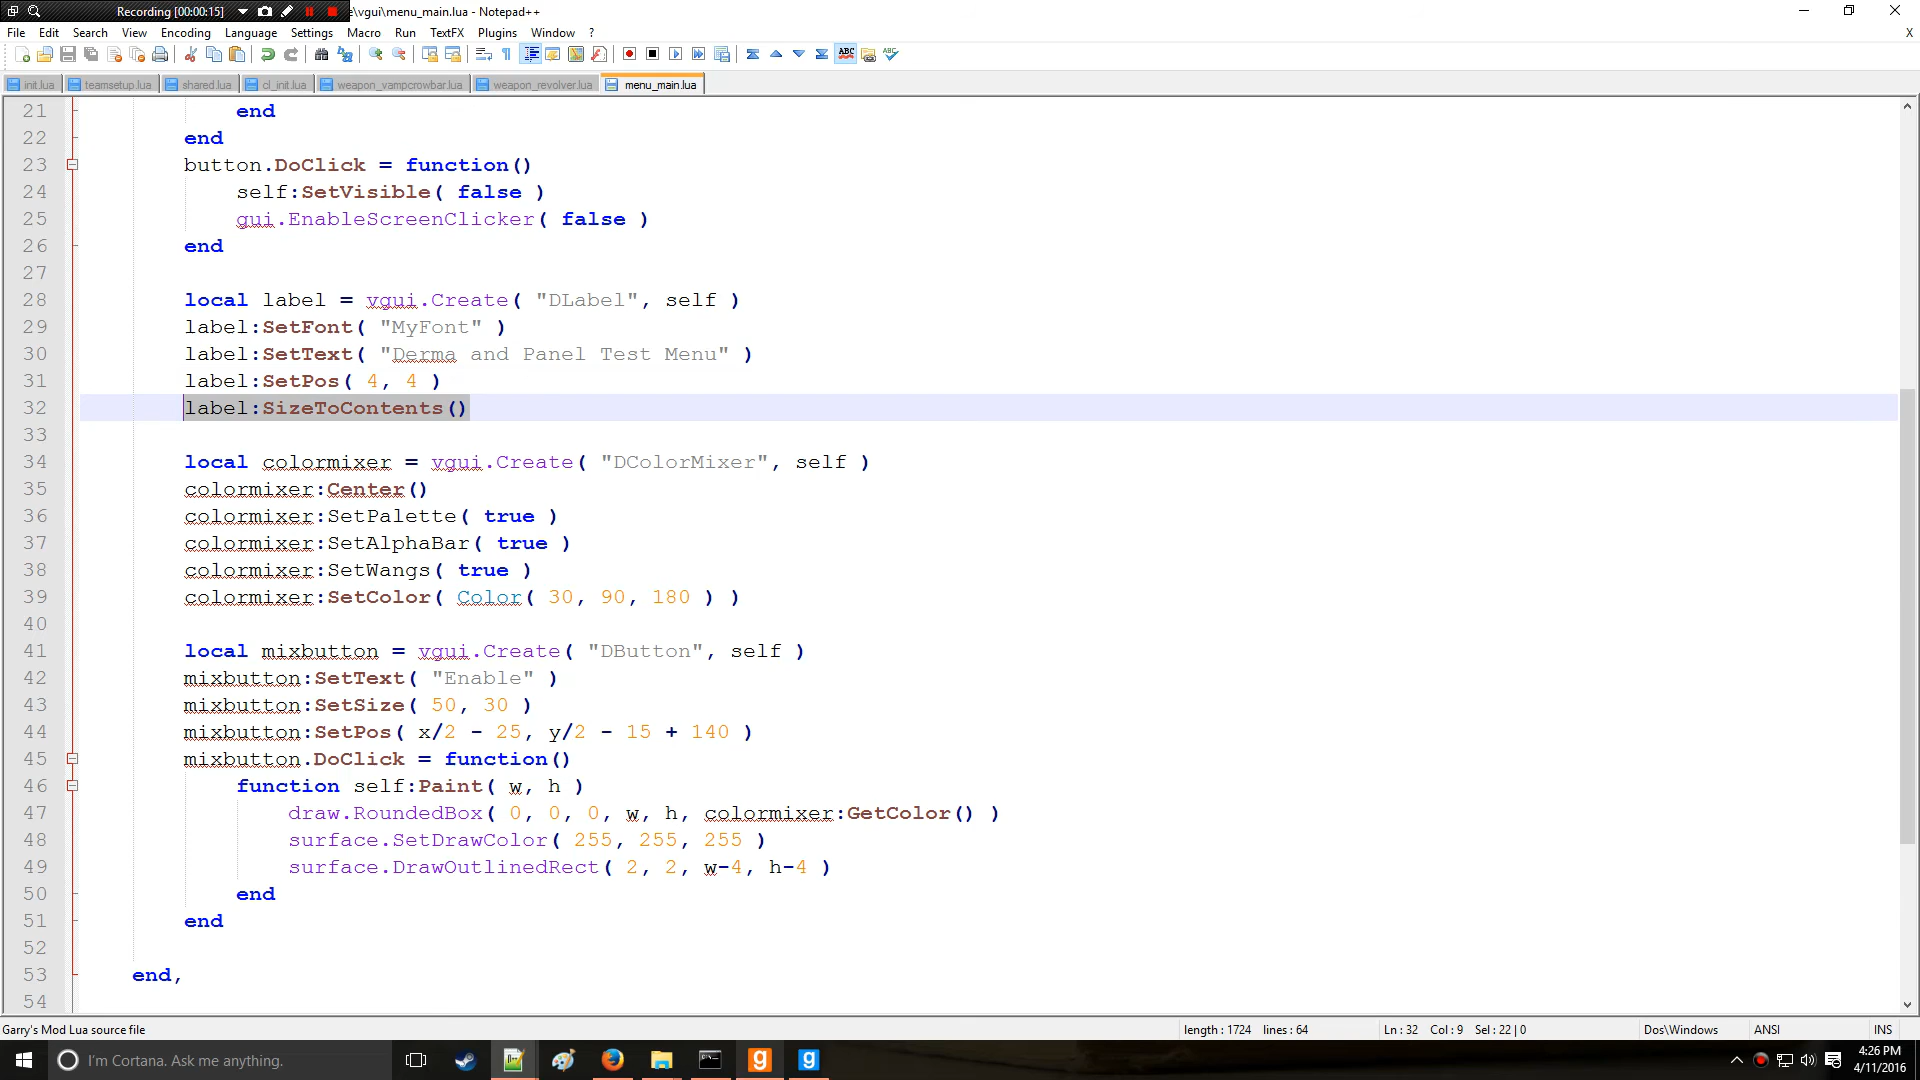 Recording [00:00:15] e\vgui\menu_main.lua - Notepad++
File Edit Search View Encoding Language Settings Macro Run TextFX Plugins Window ? X
init.lua teamsetup.lua shared.lua cl_init.lua weapon_vampcrowbar.lua weapon_revolver.lua menu_main.lua
21 end
22 end
23 button.DoClick = function()
24 self:SetVisible( false )
25 gui.EnableScreenClicker( false )
26 end
27
28 local label = vgui.Create( "DLabel", self )
29 label:SetFont( "MyFont" )
30 label:SetText( "Derma and Panel Test Menu" )
31 label:SetPos( 4, 4 )
32 label:SizeToContents()
33
34 local colormixer = vgui.Create( "DColorMixer", self )
35 colormixer:Center()
36 colormixer:SetPalette( true )
37 colormixer:SetAlphaBar( true )
38 colormixer:SetWangs( true )
39 colormixer:SetColor( Color( 30, 90, 180 ) )
40
41 local mixbutton = vgui.Create( "DButton", self )
42 mixbutton:SetText( "Enable" )
43 mixbutton:SetSize( 50, 30 )
44 mixbutton:SetPos( x/2 - 25, y/2 - 15 + 140 )
45 mixbutton.DoClick = function()
46 function self:Paint( w, h )
47 draw.RoundedBox( 0, 0, 0, w, h, colormixer:GetColor() )
48 surface.SetDrawColor( 255, 255, 255 )
49 surface.DrawOutlinedRect( 2, 2, w-4, h-4 )
50 end
51 end
52
53 end,
54
Garry's Mod Lua source file length : 1724 lines : 64 Ln : 32 Col : 9 Sel : 22 | 0 Dos\Windows ANSI INS
I'm Cortana. Ask me anything. 4:26 PM
4/11/2016